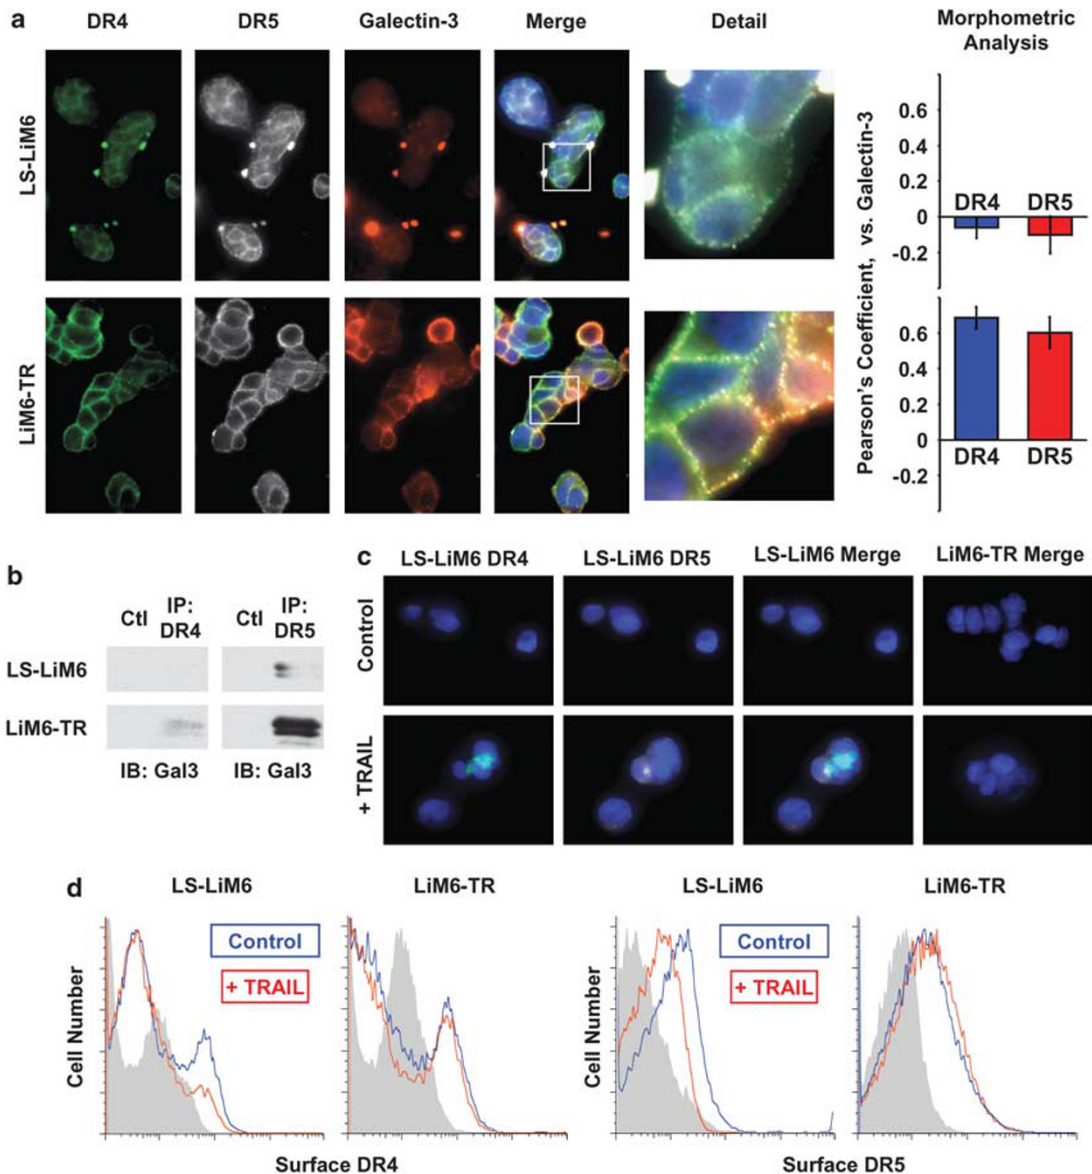 a
DR4 DR5 Galectin-3 Merge Detail Morphometric
Analysis
LS-LiM6
LiM6-TR
Pearson's Coefficient, vs. Galectin-3
0.6
0.4
0.2
0
-0.2
DR4 DR5
0.6
0.4
0.2
0
-0.2
DR4 DR5
b
Ctl IP: DR4 Ctl IP: DR5
LS-LiM6
LiM6-TR
IB: Gal3 IB: Gal3
c
LS-LiM6 DR4 LS-LiM6 DR5 LS-LiM6 Merge LiM6-TR Merge
Control
+ TRAIL
d
LS-LiM6 LiM6-TR LS-LiM6 LiM6-TR
Cell Number
Control
+ TRAIL
Cell Number
Control
+ TRAIL
Surface DR4 Surface DR5